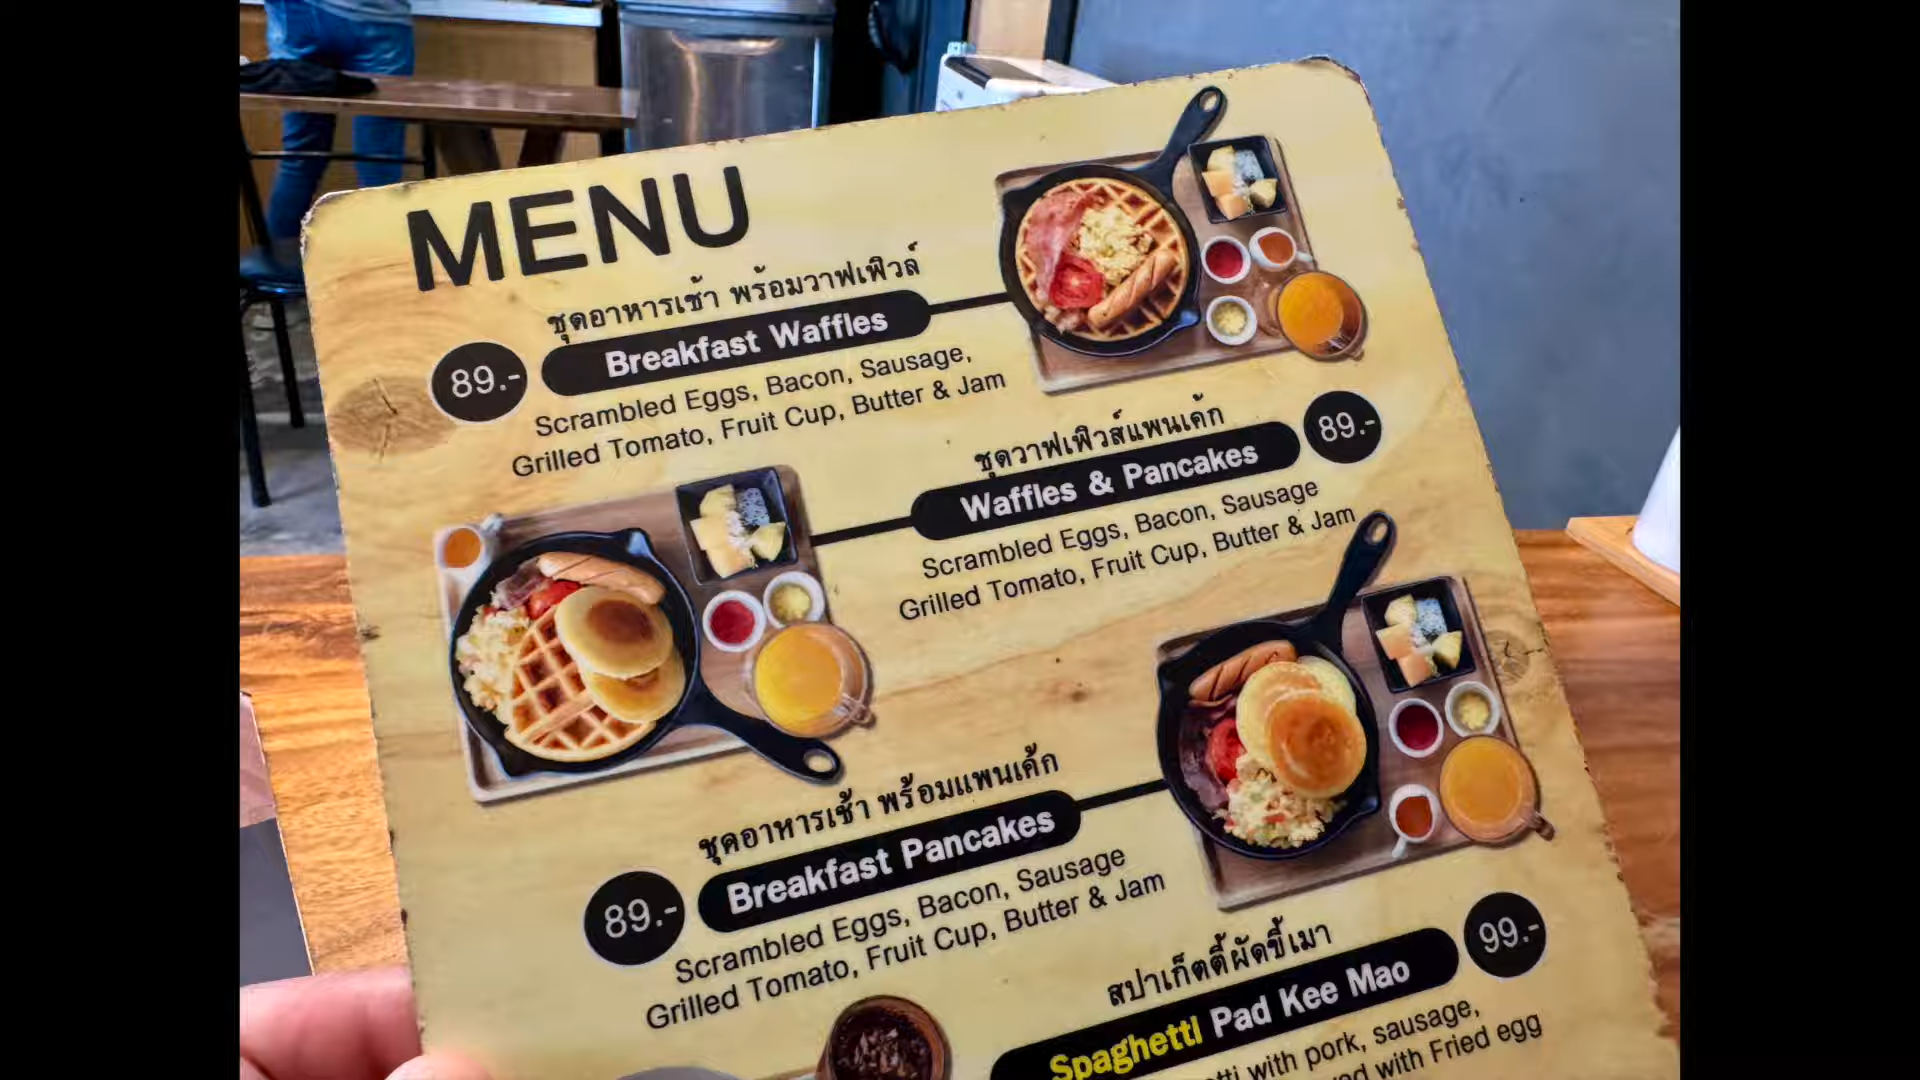 MENU
ชุดอาหารเช้า พร้อมวาฟเฟิวล์
89.- Breakfast Waffles
Scrambled Eggs, Bacon, Sausage,
Grilled Tomato, Fruit Cup, Butter & Jam
ชุดวาฟเฟิวส์แพนเค้ก
Waffles & Pancakes 89.-
Scrambled Eggs, Bacon, Sausage
Grilled Tomato, Fruit Cup, Butter & Jam
ชุดอาหารเช้า พร้อมแพนเค้ก
89.- Breakfast Pancakes
Scrambled Eggs, Bacon, Sausage
Grilled Tomato, Fruit Cup, Butter & Jam
สปาเก็ตตี้ผัดขี้เมา
Spaghetti Pad Kee Mao 99.-
with pork, sausage,
with Fried egg